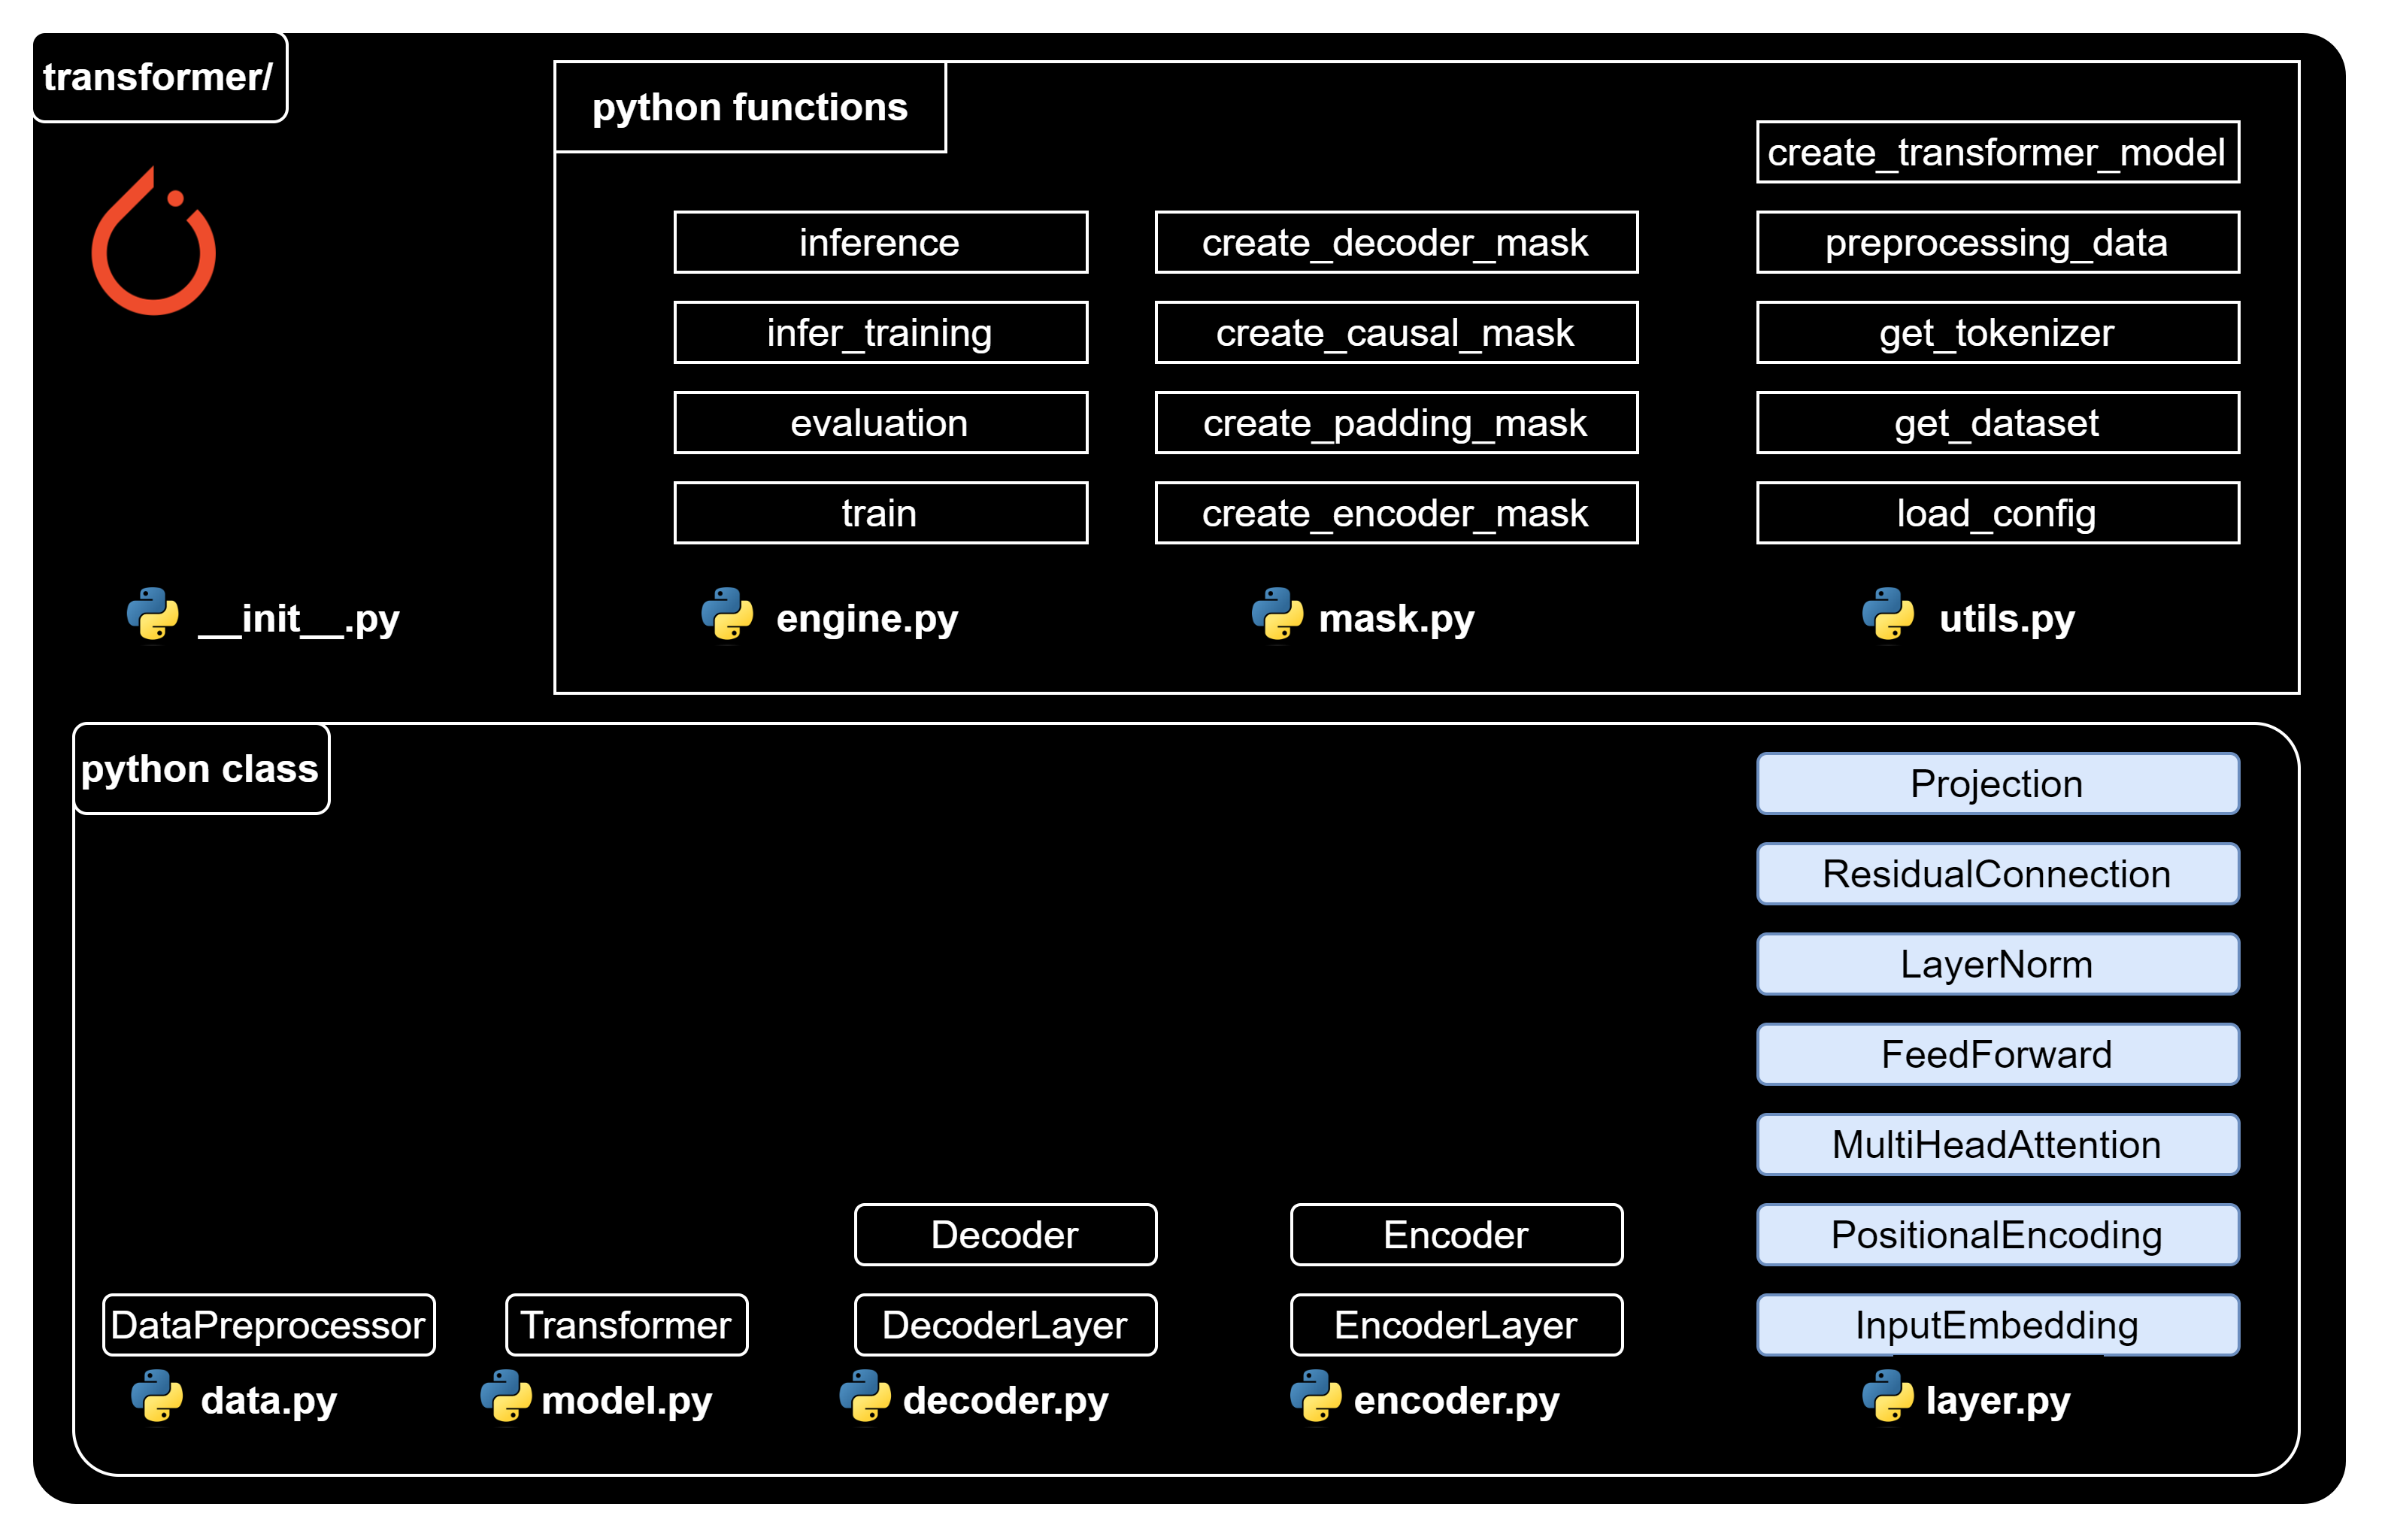 transformer/
python functions
create_transformer_model
inference
create_decoder_mask
preprocessing_data
infer_training
create_causal_mask
get_tokenizer
evaluation
create_padding_mask
get_dataset
train
create_encoder_mask
load_config
__init__.py
engine.py
mask.py
utils.py
python class
Projection
ResidualConnection
LayerNorm
FeedForward
MultiHeadAttention
Decoder
Encoder
PositionalEncoding
DataPreprocessor
Transformer
DecoderLayer
EncoderLayer
InputEmbedding
data.py
model.py
decoder.py
encoder.py
layer.py